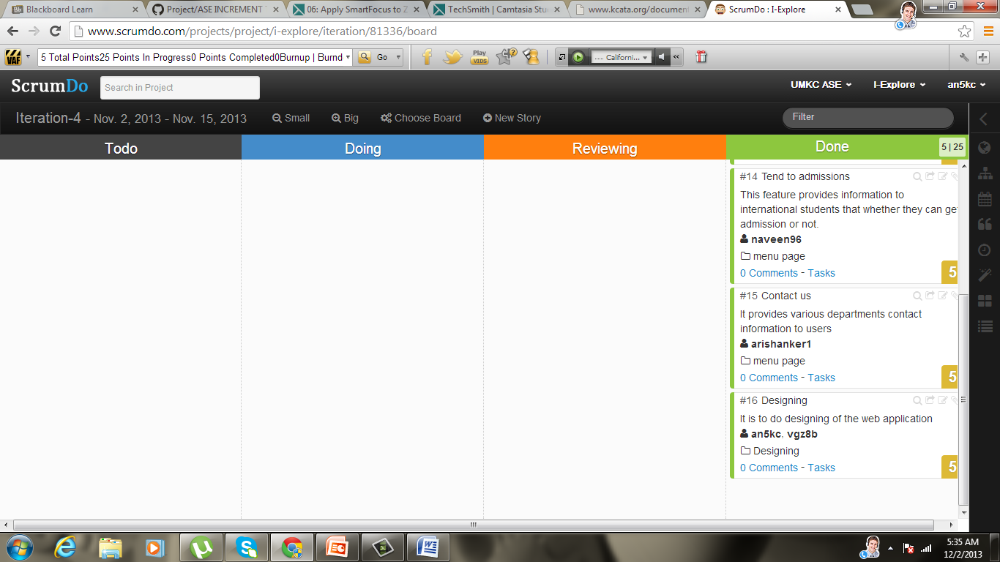 Blackboard Learn
Project/ASE INCREMENT
06: Apply SmartFocus to Z
TechSmith | Camtasia Stu
www.kcata.org/document
ScrumDo : I-Explore
www.scrumdo.com/projects/project/i-explore/iteration/81336/board
VAF
5 Total Points25 Points In Progress0 Points Completed0Burnup | Burnd
Go
Play
VIDS
..... Californi...
ScrumDo
Search in Project
UMKC ASE
I-Explore
an5kc
Iteration-4 - Nov. 2, 2013 - Nov. 15, 2013
Small
Big
Choose Board
New Story
Filter
Todo
Doing
Reviewing
Done
5 | 25
#14 Tend to admissions
This feature provides information to
international students that whether they can ge
admission or not.
naveen96
menu page
0 Comments - Tasks
5
#15 Contact us
It provides various departments contact
information to users
arishanker1
menu page
0 Comments - Tasks
5
#16 Designing
It is to do designing of the web application
an5kc, vgz8b
Designing
0 Comments - Tasks
5
5:35 AM
12/2/2013